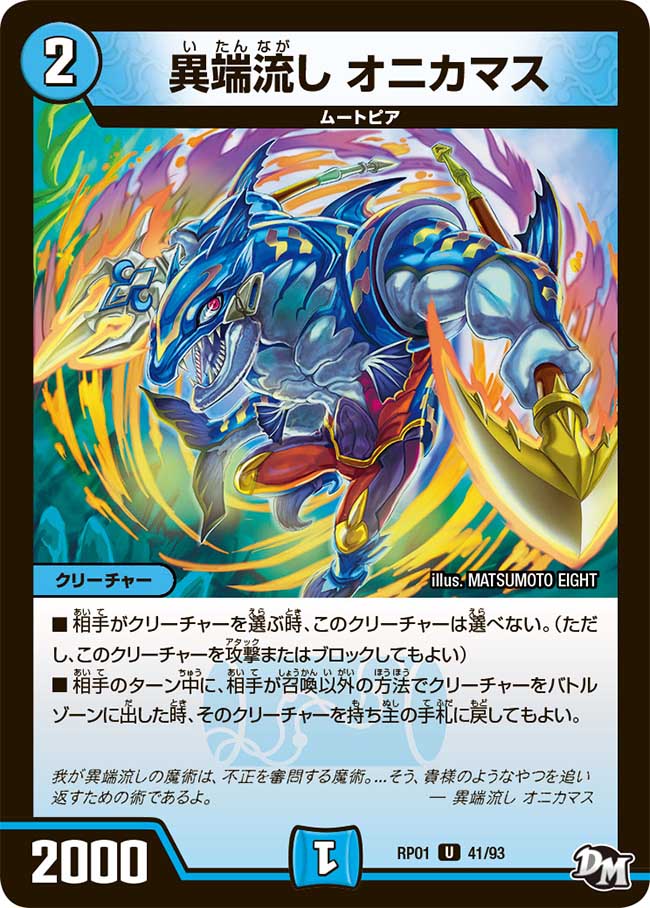 2
異端流し オニカマス
ムートピア
クリーチャー
illus. MATSUMOTO EIGHT
■ 相手がクリーチャーを選ぶ時、このクリーチャーは選べない。(ただ
し、このクリーチャーを攻撃またはブロックしてもよい)
■ 相手のターン中に、相手が召喚以外の方法でクリーチャーをバトル
ゾーンに出した時、そのクリーチャーを持ち主の手札に戻してもよい。
我が異端流しの魔術は、不正を審問する魔術。...そう、貴様のようなやつを追い
返すための術であるよ。 ― 異端流し オニカマス
2000
1
RP01 U 41/93
DM